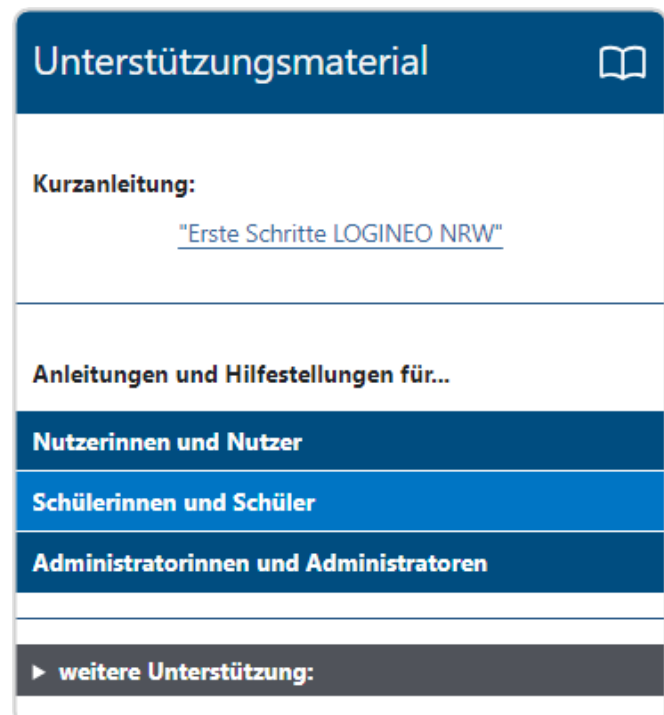 Unterstützungsmaterial
Kurzanleitung:
"Erste Schritte LOGINEO NRW"
Anleitungen und Hilfestellungen für...
Nutzerinnen und Nutzer
Schülerinnen und Schüler
Administratorinnen und Administratoren
weitere Unterstützung: